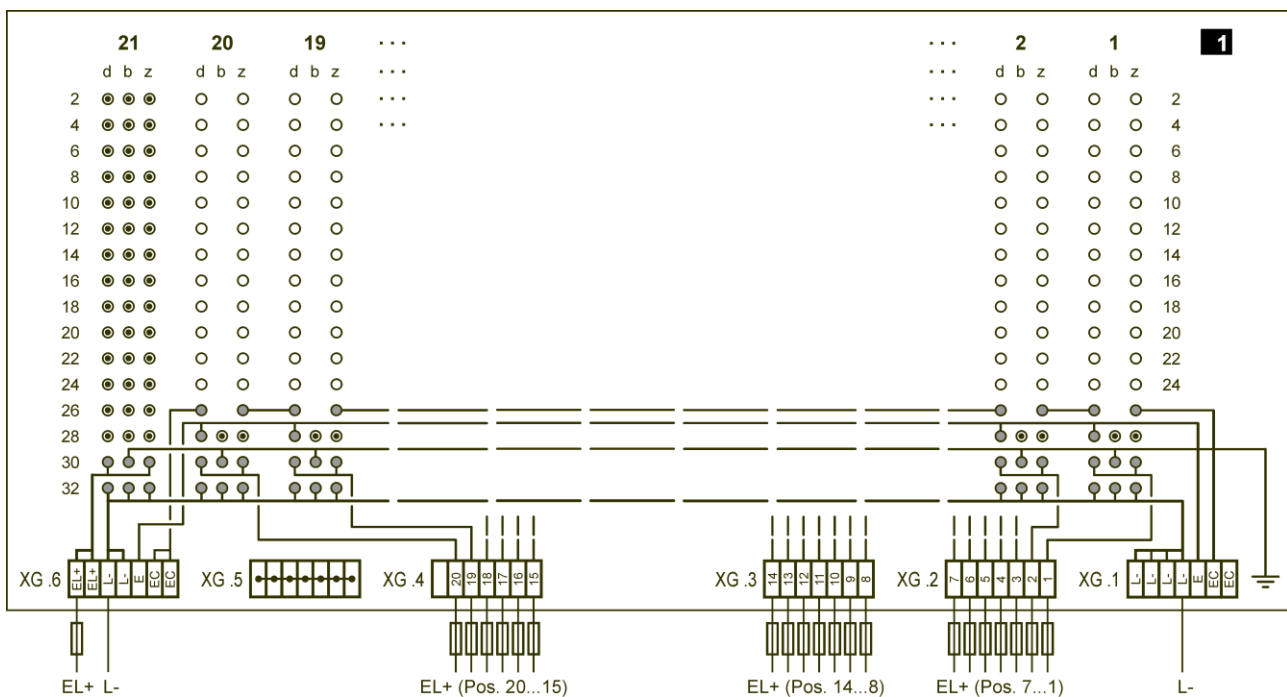 21 20 19 · · · · · · 2 1 1
d b z d b z d b z · · · · · · d b z d b z
2 · · · · · · 2
4 · · · · · · 4
6 6
8 8
10 10
12 12
14 14
16 16
18 18
20 20
22 22
24 24
26
28
30
32
XG .6 EL+ EL+ L- L- E EC EC XG .5 XG .4 20 19 18 17 16 15 XG .3 14 13 12 11 10 9 8 XG .2 7 6 5 4 3 2 1 XG .1 L- L- L- L- E EC EC
EL+ L- EL+ (Pos. 20...15) EL+ (Pos. 14...8) EL+ (Pos. 7...1) L-